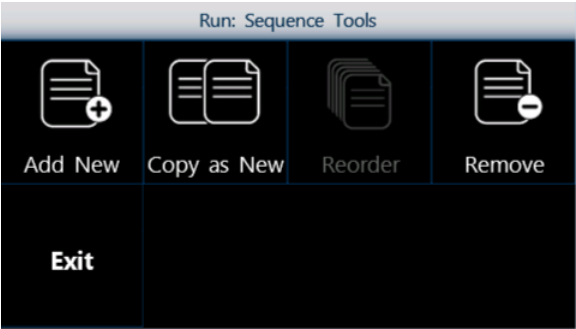 Run: Sequence Tools
Add New
Copy as New
Reorder
Remove
Exit